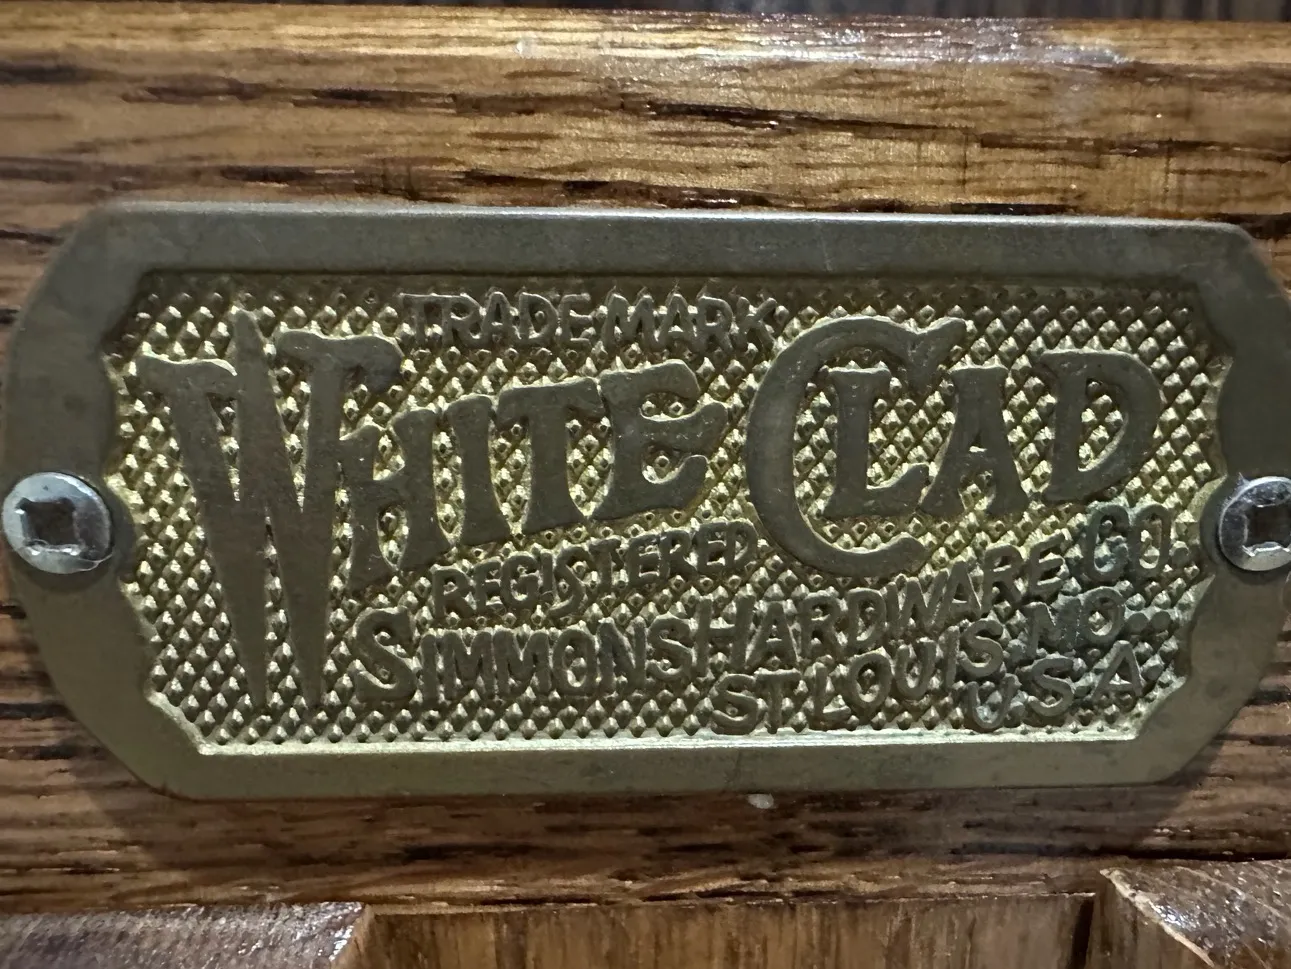 TRADE MARK
WHITE CLAD
REGISTERED
SIMMONS HARDWARE CO.
ST LOUIS. MO..
U.S.A.